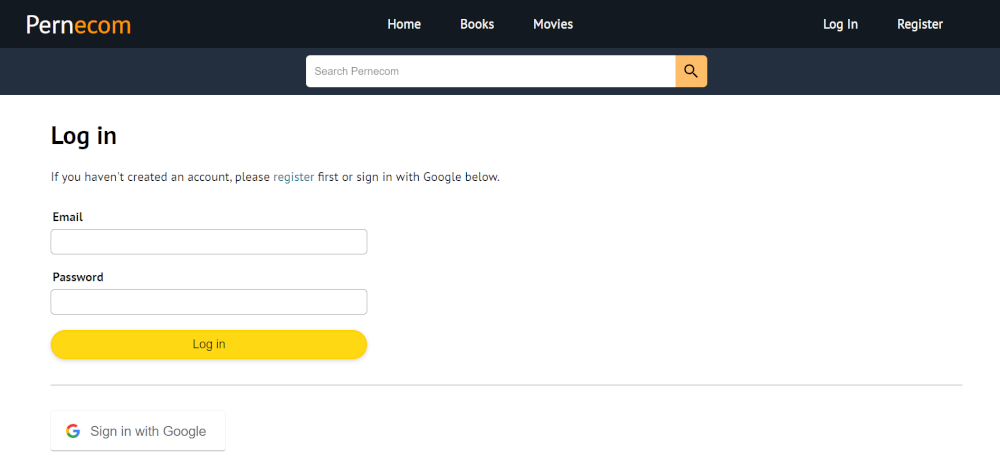 Pernecom Home Books Movies Log In Register
Search Pernecom
Log in
If you haven't created an account, please register first or sign in with Google below.
Email
Password
Log in
Sign in with Google